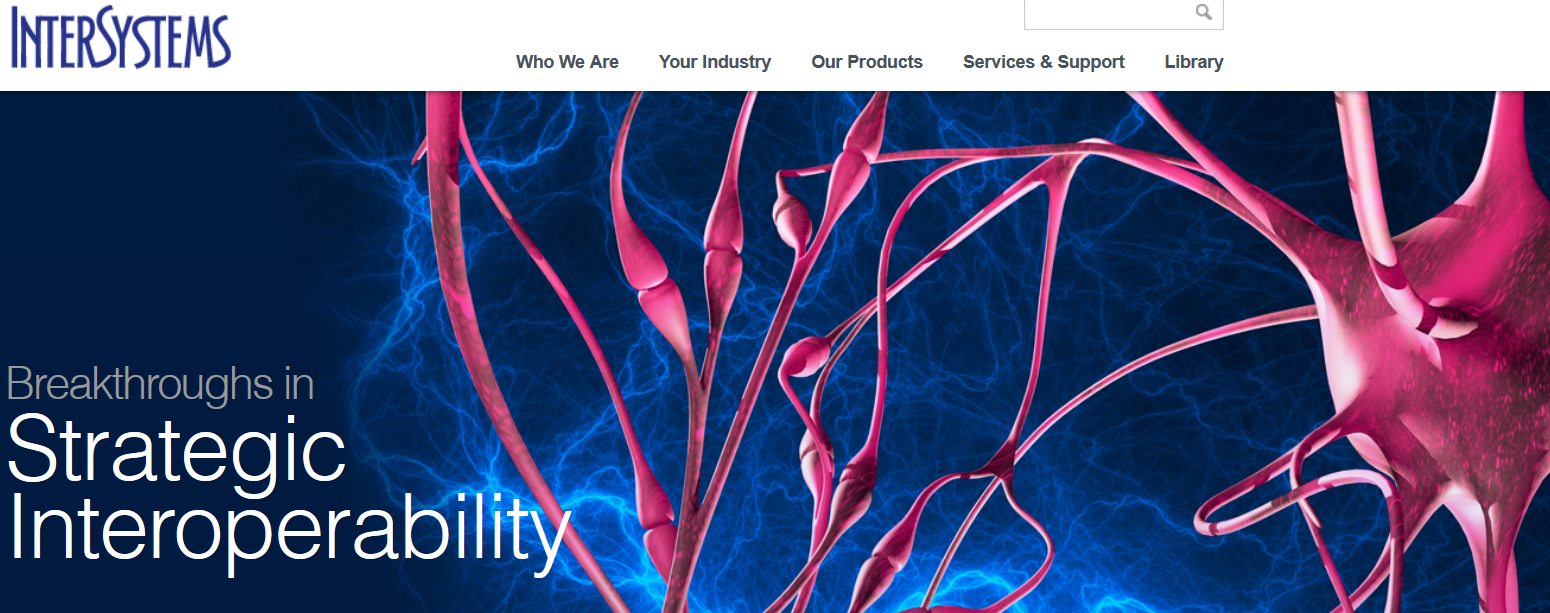 INTERSYSTEMS
Who We Are Your Industry Our Products Services & Support Library
Breakthroughs in
Strategic
Interoperability